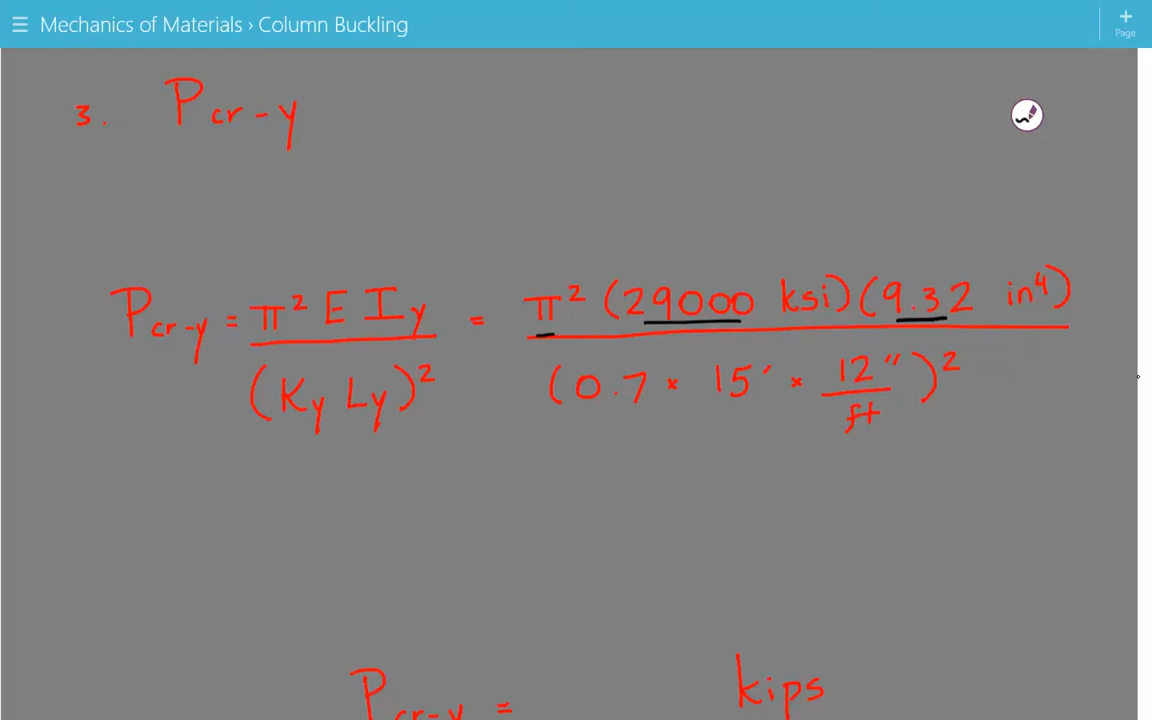 Mechanics of Materials › Column Buckling
Page
3. Pcr-y
Pcr-y = π² E Iy / (Ky Ly)² = π² (29000 ksi)(9.32 in⁴) / (0.7 * 15' * 12"/ft)²
Pcr-y = kips